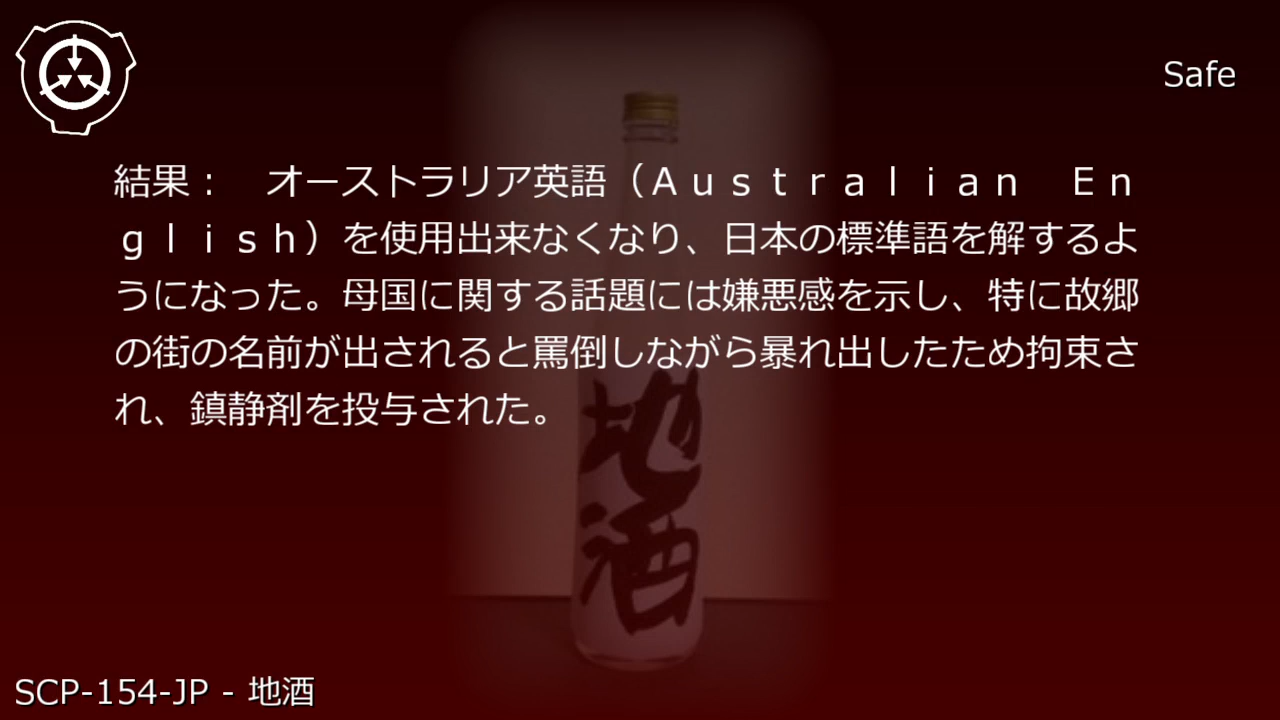 Safe
結果：　オーストラリア英語（Ａｕｓｔｒａｌｉａｎ　Ｅｎ
ｇｌｉｓｈ）を使用出来なくなり、日本の標準語を解するよ
うになった。母国に関する話題には嫌悪感を示し、特に故郷
の街の名前が出されると罵倒しながら暴れ出したため拘束さ
れ、鎮静剤を投与された。
地酒
SCP-154-JP - 地酒